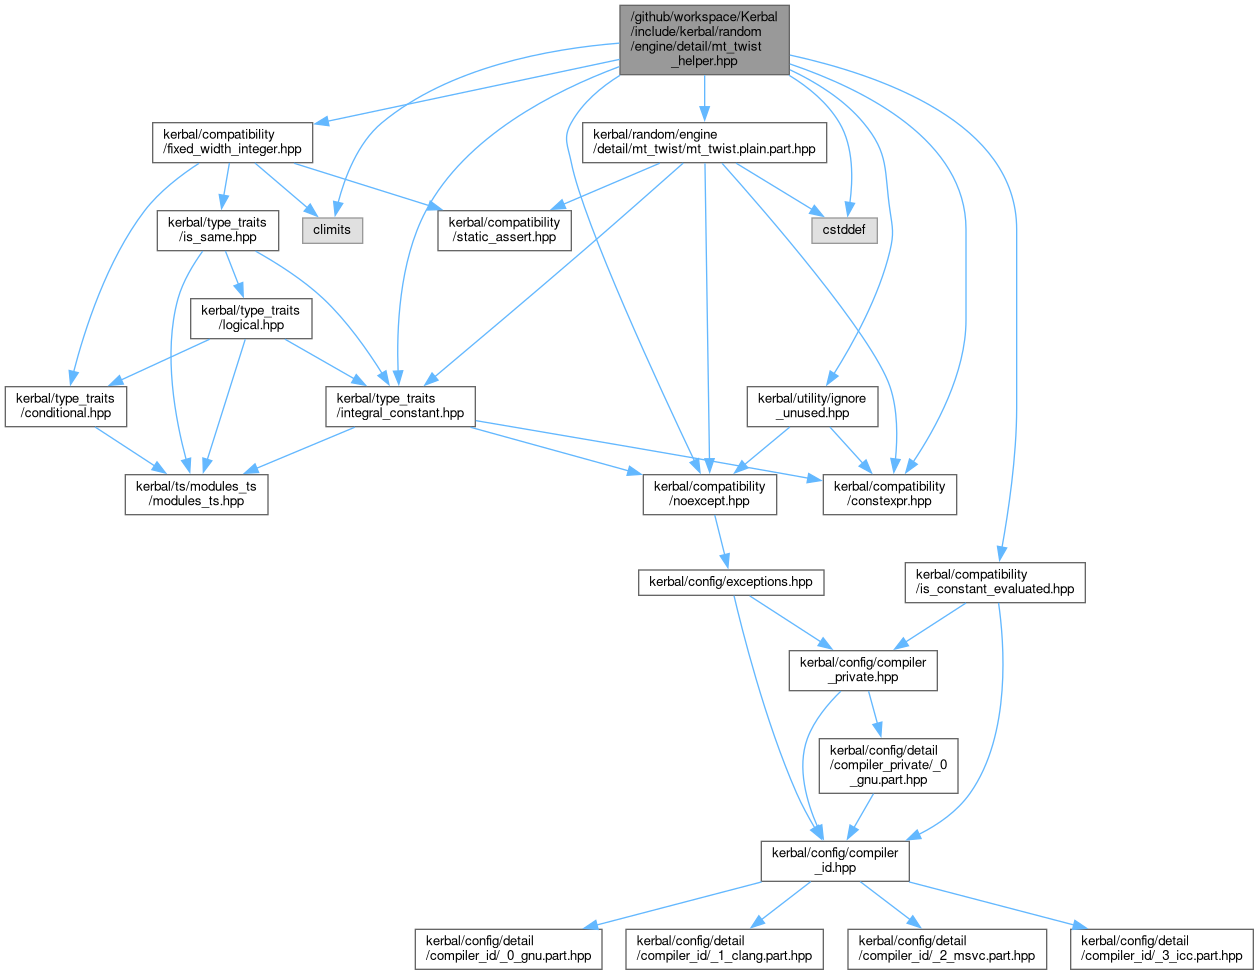 /github/workspace/Kerbal
/include/kerbal/random
/engine/detail/mt_twist
_helper.hpp
kerbal/compatibility
/fixed_width_integer.hpp
kerbal/random/engine
/detail/mt_twist/mt_twist.plain.part.hpp
kerbal/type_traits
/is_same.hpp
climits
kerbal/compatibility
/static_assert.hpp
cstddef
kerbal/type_traits
/logical.hpp
kerbal/type_traits
/conditional.hpp
kerbal/type_traits
/integral_constant.hpp
kerbal/utility/ignore
_unused.hpp
kerbal/ts/modules_ts
/modules_ts.hpp
kerbal/compatibility
/noexcept.hpp
kerbal/compatibility
/constexpr.hpp
kerbal/config/exceptions.hpp
kerbal/compatibility
/is_constant_evaluated.hpp
kerbal/config/compiler
_private.hpp
kerbal/config/detail
/compiler_private/_0
_gnu.part.hpp
kerbal/config/compiler
_id.hpp
kerbal/config/detail
/compiler_id/_0_gnu.part.hpp
kerbal/config/detail
/compiler_id/_1_clang.part.hpp
kerbal/config/detail
/compiler_id/_2_msvc.part.hpp
kerbal/config/detail
/compiler_id/_3_icc.part.hpp